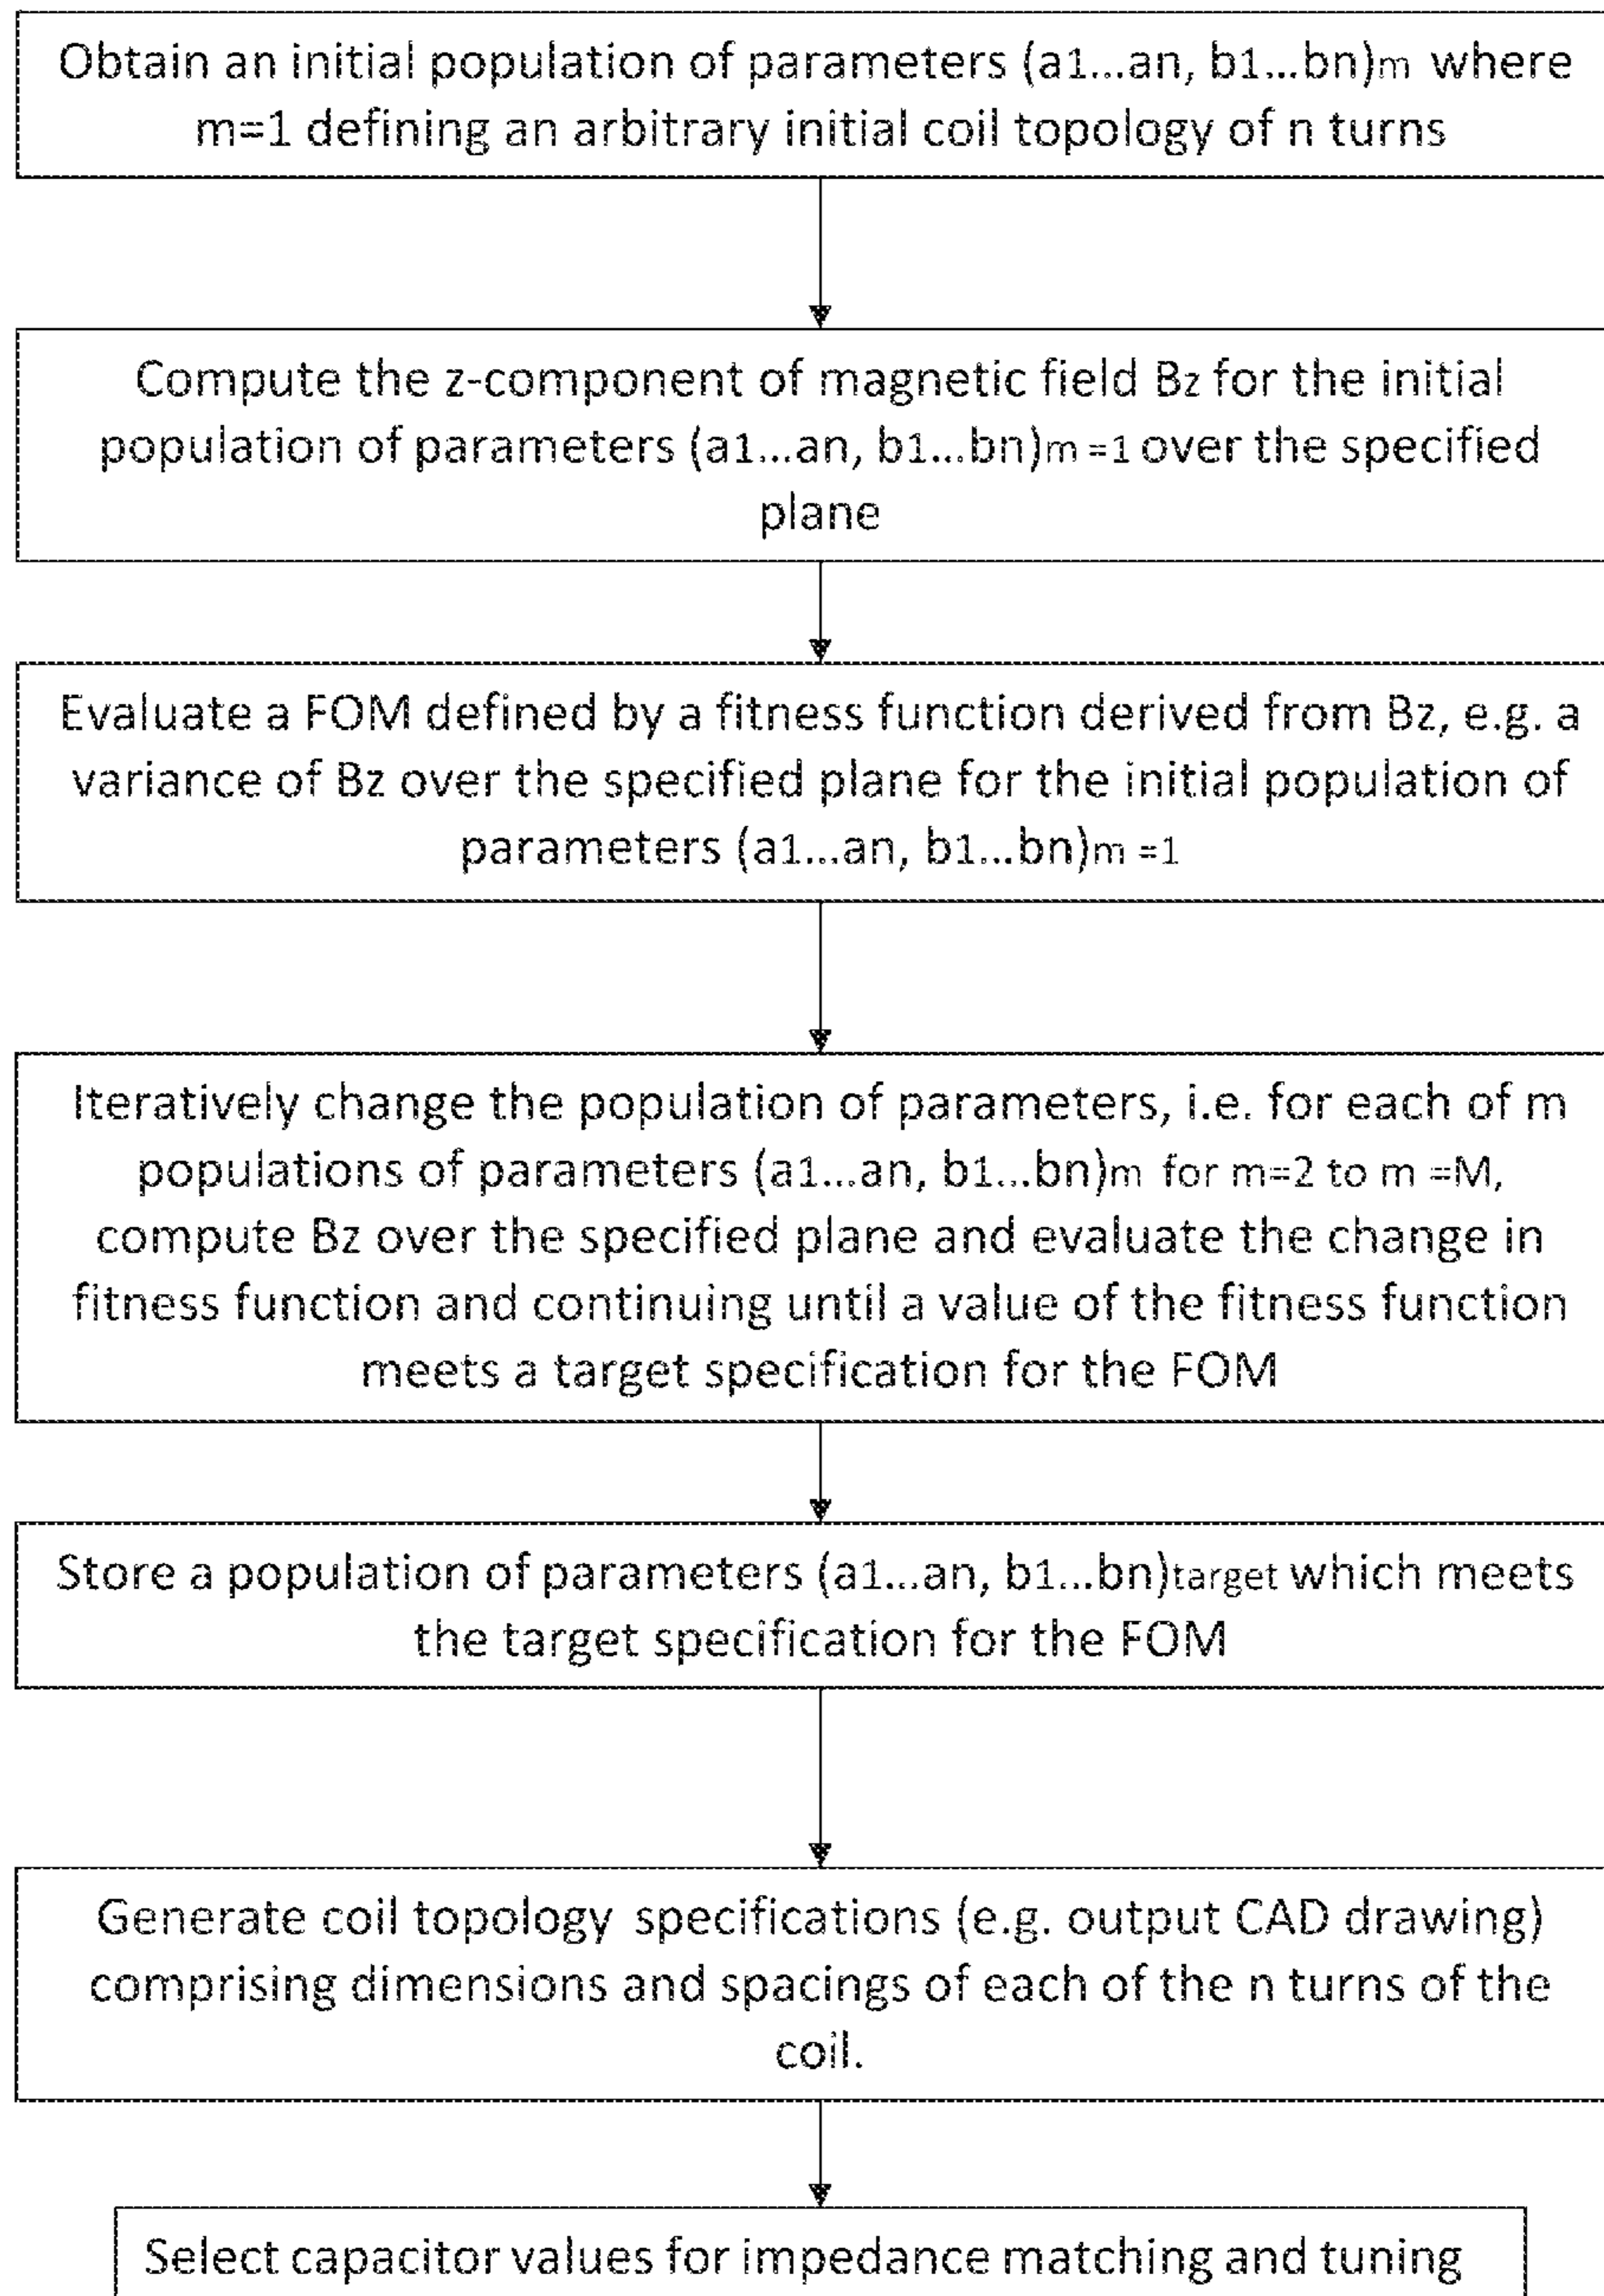 Obtain an initial population of parameters (a1...an, b1...bn)m where
m=1 defining an arbitrary initial coil topology of n turns
Compute the z-component of magnetic field Bz for the initial
population of parameters (a1...an, b1...bn)m =1 over the specified
plane
Evaluate a FOM defined by a fitness function derived from Bz, e.g. a
variance of Bz over the specified plane for the initial population of
parameters (a1...an, b1...bn)m =1
Iteratively change the population of parameters, i.e. for each of m
populations of parameters (a1...an, b1...bn)m for m=2 to m =M,
compute Bz over the specified plane and evaluate the change in
fitness function and continuing until a value of the fitness function
meets a target specification for the FOM
Store a population of parameters (a1...an, b1...bn)target which meets
the target specification for the FOM
Generate coil topology specifications (e.g. output CAD drawing)
comprising dimensions and spacings of each of the n turns of the
coil.
Select capacitor values for impedance matching and tuning